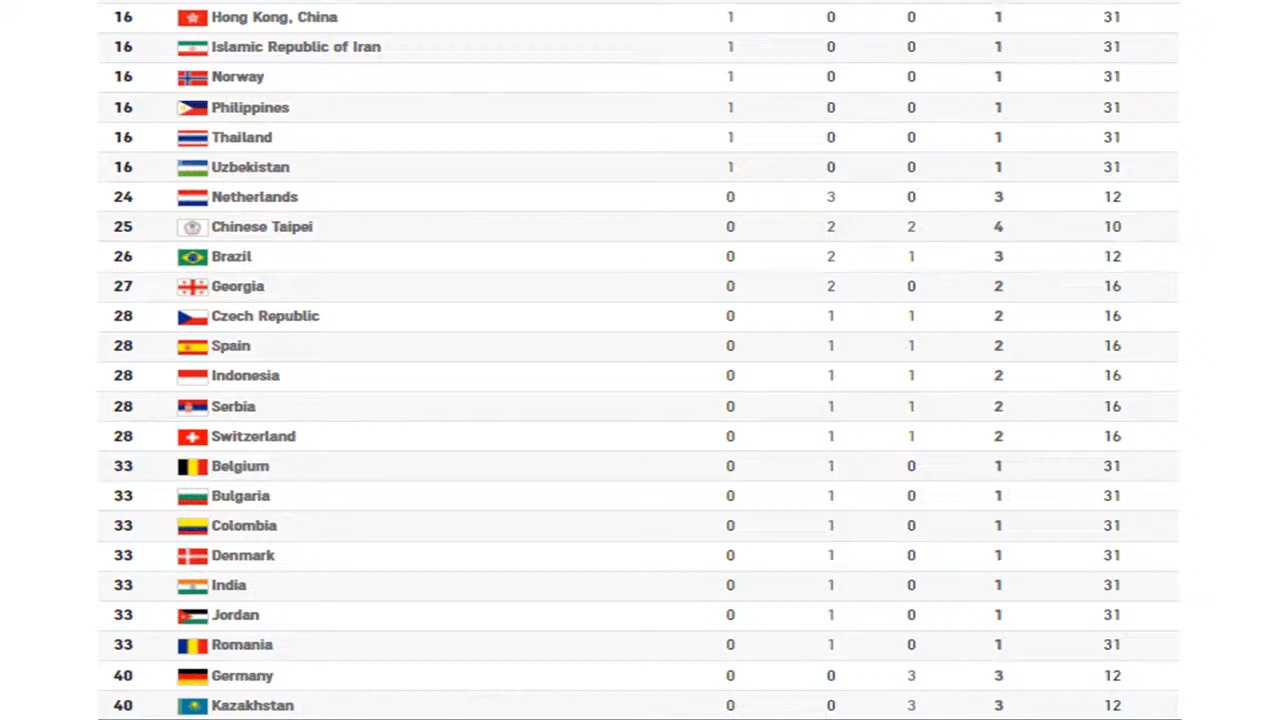 16 Hong Kong, China 1 0 0 1 31
16 Islamic Republic of Iran 1 0 0 1 31
16 Norway 1 0 0 1 31
16 Philippines 1 0 0 1 31
16 Thailand 1 0 0 1 31
16 Uzbekistan 1 0 0 1 31
24 Netherlands 0 3 0 3 12
25 Chinese Taipei 0 2 2 4 10
26 Brazil 0 2 1 3 12
27 Georgia 0 2 0 2 16
28 Czech Republic 0 1 1 2 16
28 Spain 0 1 1 2 16
28 Indonesia 0 1 1 2 16
28 Serbia 0 1 1 2 16
28 Switzerland 0 1 1 2 16
33 Belgium 0 1 0 1 31
33 Bulgaria 0 1 0 1 31
33 Colombia 0 1 0 1 31
33 Denmark 0 1 0 1 31
33 India 0 1 0 1 31
33 Jordan 0 1 0 1 31
33 Romania 0 1 0 1 31
40 Germany 0 0 3 3 12
40 Kazakhstan 0 0 3 3 12